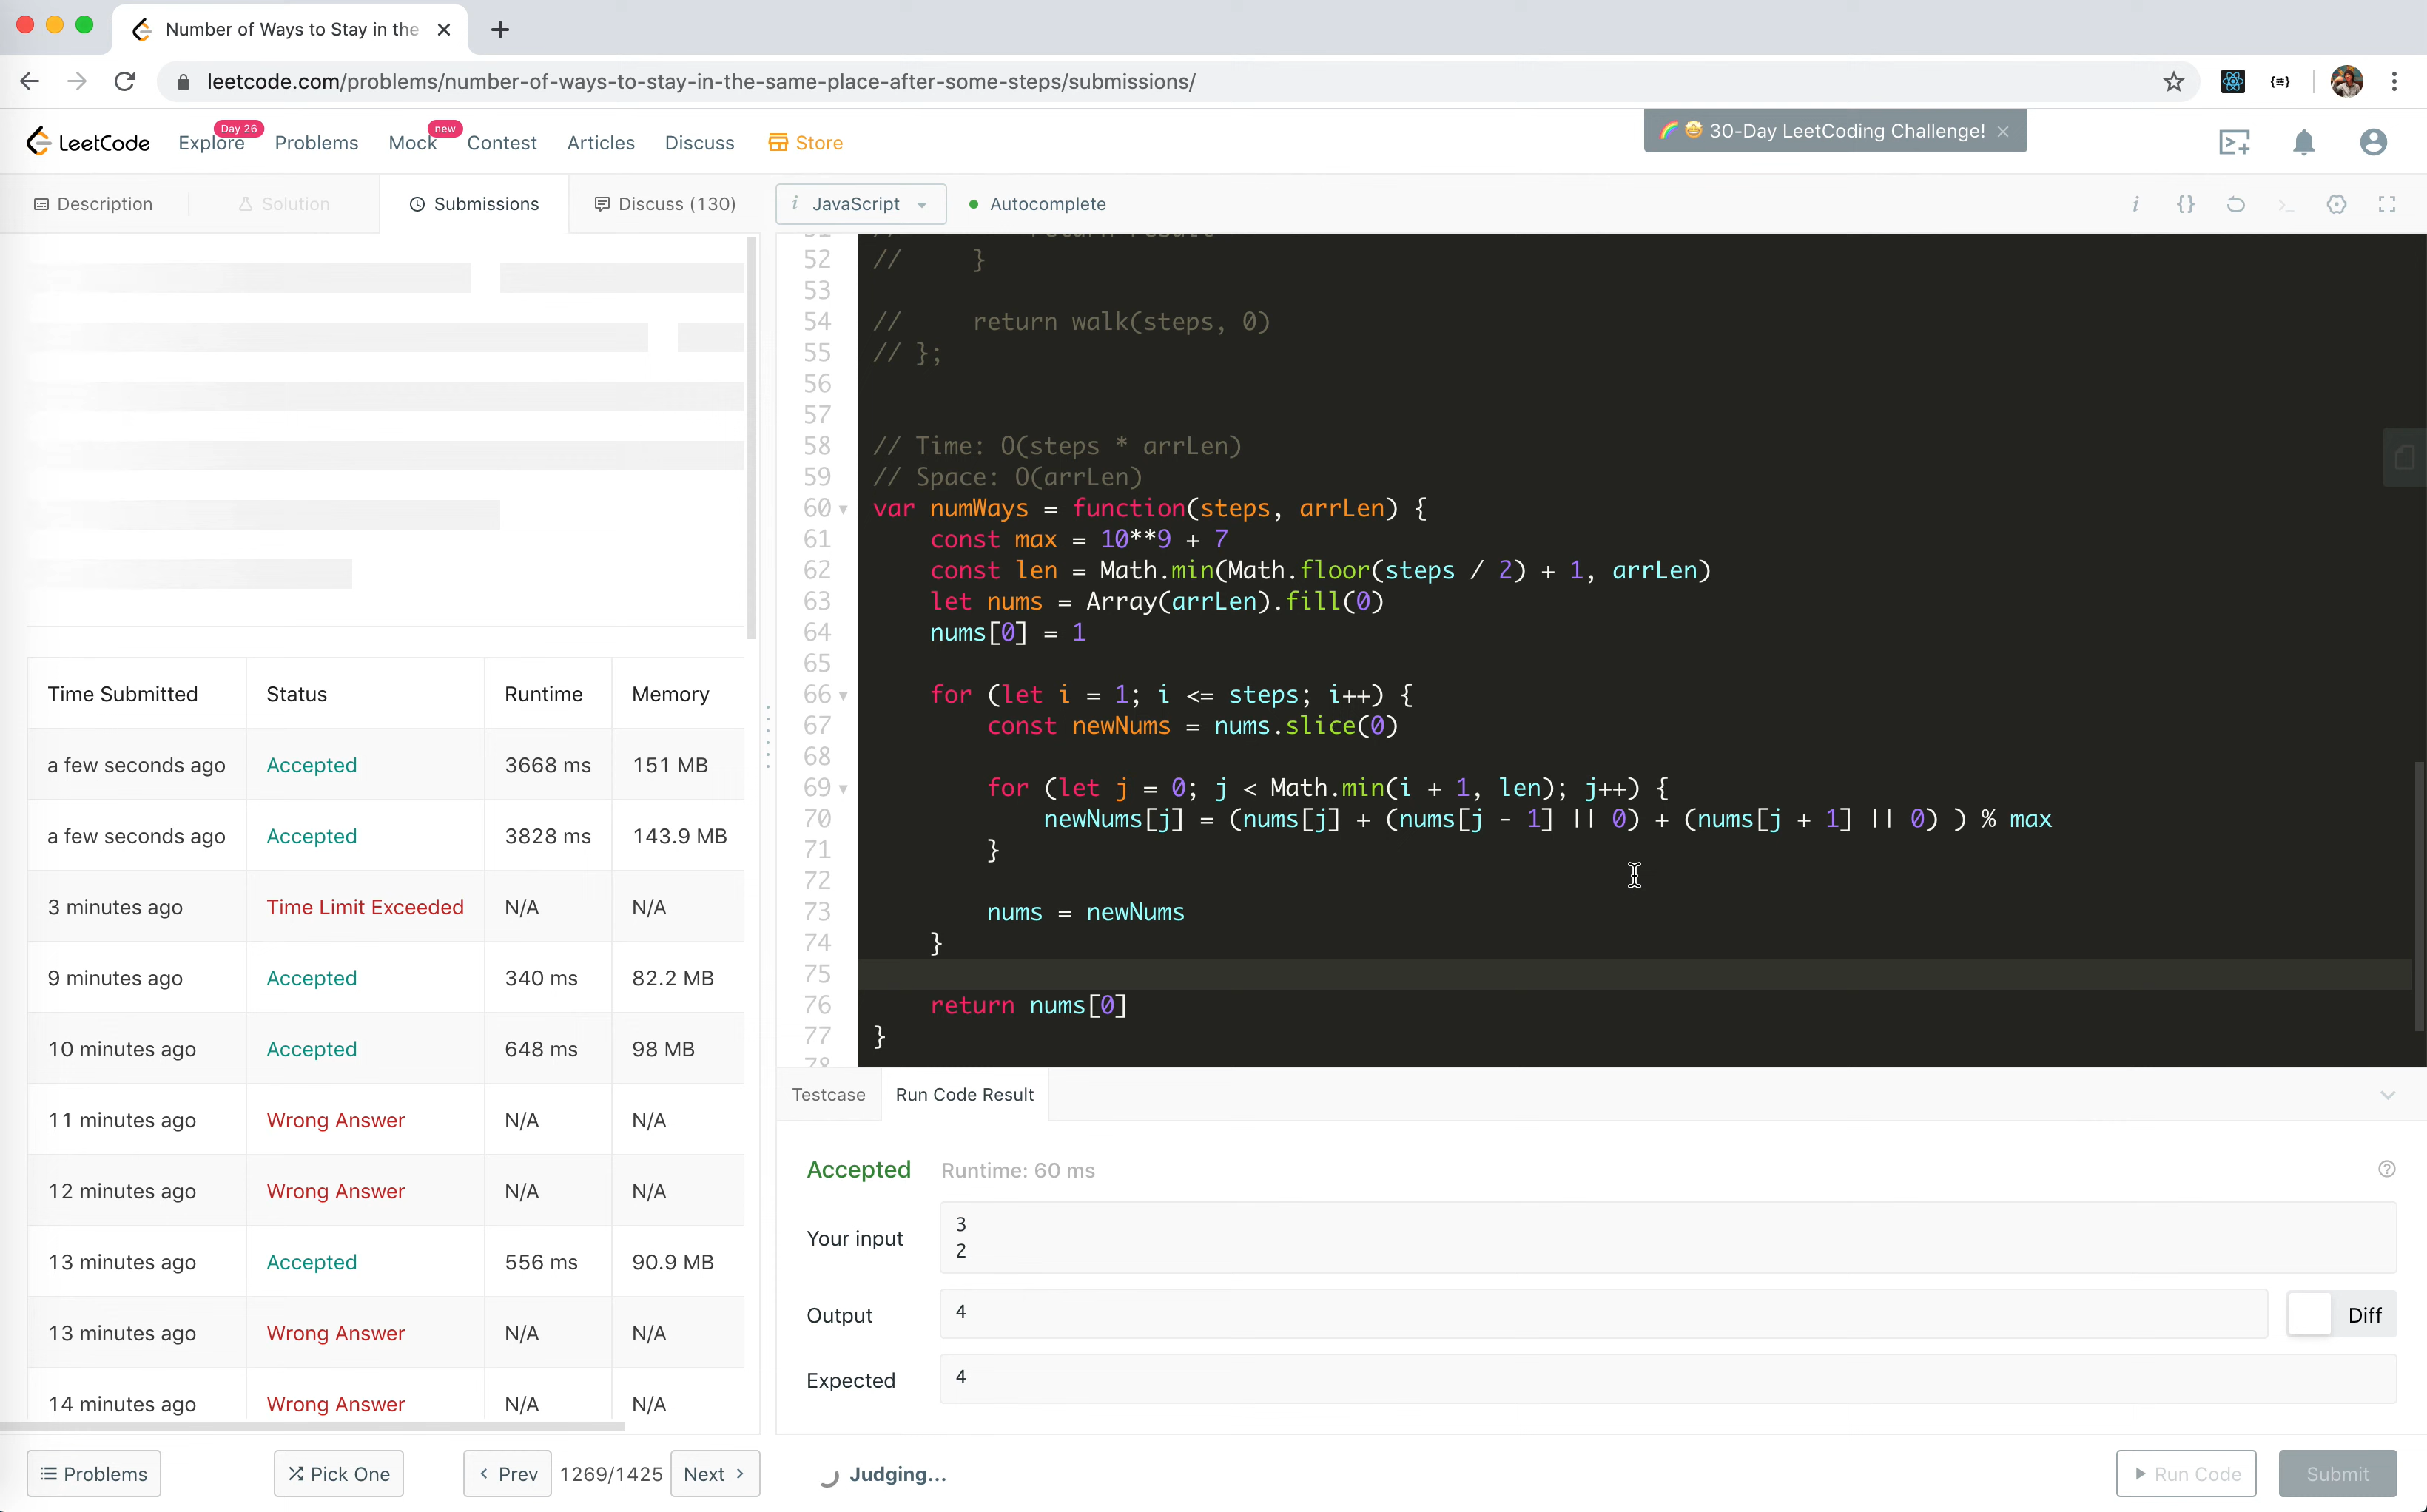 Number of Ways to Stay in the
leetcode.com/problems/number-of-ways-to-stay-in-the-same-place-after-some-steps/submissions/
LeetCode
Explore
Day 26
Problems
Mock
new
Contest
Articles
Discuss
Store
🌈 🤩 30-Day LeetCoding Challenge! ×
Description
Solution
Submissions
Discuss (130)
i JavaScript
Autocomplete
52 // }
53
54 // return walk(steps, 0)
55 // };
56
57
58 // Time: O(steps * arrLen)
59 // Space: O(arrLen)
60 var numWays = function(steps, arrLen) {
61 const max = 10**9 + 7
62 const len = Math.min(Math.floor(steps / 2) + 1, arrLen)
63 let nums = Array(arrLen).fill(0)
64 nums[0] = 1
65
66 for (let i = 1; i <= steps; i++) {
67 const newNums = nums.slice(0)
68
69 for (let j = 0; j < Math.min(i + 1, len); j++) {
70 newNums[j] = (nums[j] + (nums[j - 1] || 0) + (nums[j + 1] || 0) ) % max
71 }
72
73 nums = newNums
74 }
75
76 return nums[0]
77 }
Time Submitted Status Runtime Memory
a few seconds ago Accepted 3668 ms 151 MB
a few seconds ago Accepted 3828 ms 143.9 MB
3 minutes ago Time Limit Exceeded N/A N/A
9 minutes ago Accepted 340 ms 82.2 MB
10 minutes ago Accepted 648 ms 98 MB
11 minutes ago Wrong Answer N/A N/A
12 minutes ago Wrong Answer N/A N/A
13 minutes ago Accepted 556 ms 90.9 MB
13 minutes ago Wrong Answer N/A N/A
14 minutes ago Wrong Answer N/A N/A
Testcase
Run Code Result
Accepted Runtime: 60 ms
Your input
3
2
Output
4
Diff
Expected
4
Problems
Pick One
Prev
1269/1425
Next
Judging...
Run Code
Submit